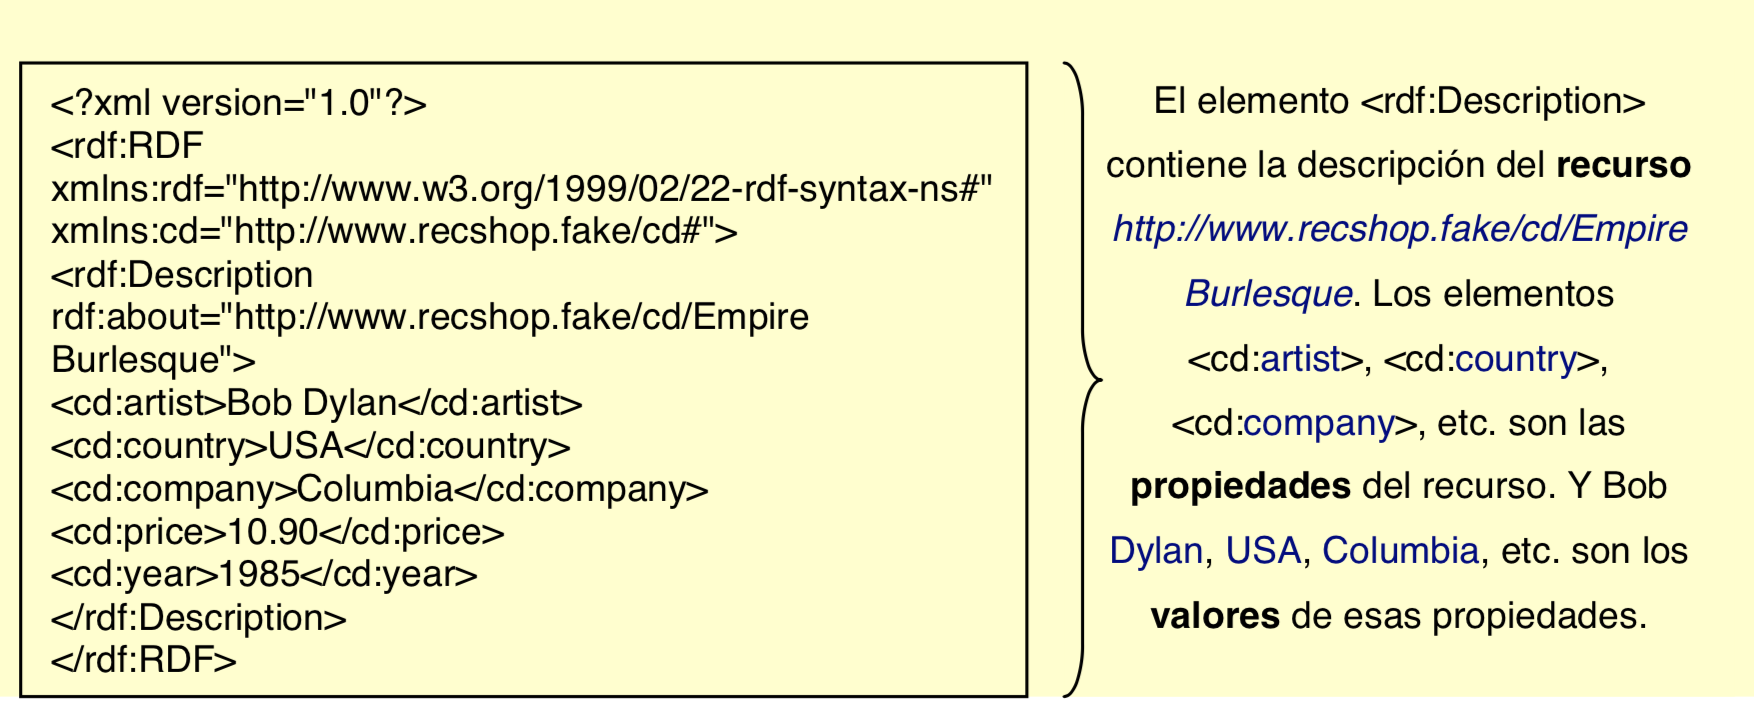 <?xml version="1.0"?>
<rdf:RDF
xmlns:rdf="http://www.w3.org/1999/02/22-rdf-syntax-ns#"
xmlns:cd="http://www.recshop.fake/cd#">
<rdf:Description
rdf:about="http://www.recshop.fake/cd/Empire
Burlesque">
<cd:artist>Bob Dylan</cd:artist>
<cd:country>USA</cd:country>
<cd:company>Columbia</cd:company>
<cd:price>10.90</cd:price>
<cd:year>1985</cd:year>
</rdf:Description>
</rdf:RDF>
El elemento <rdf:Description>
contiene la descripción del recurso
http://www.recshop.fake/cd/Empire
Burlesque. Los elementos
<cd:artist>, <cd:country>,
<cd:company>, etc. son las
propiedades del recurso. Y Bob
Dylan, USA, Columbia, etc. son los
valores de esas propiedades.